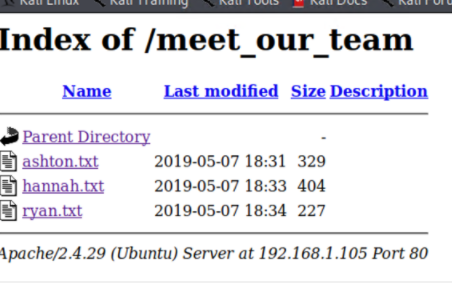 Kali Linux Kali Training Kali Tools Kali Docs Kali Foru
Index of /meet_our_team
Name Last modified Size Description
Parent Directory -
ashton.txt 2019-05-07 18:31 329
hannah.txt 2019-05-07 18:33 404
ryan.txt 2019-05-07 18:34 227
Apache/2.4.29 (Ubuntu) Server at 192.168.1.105 Port 80